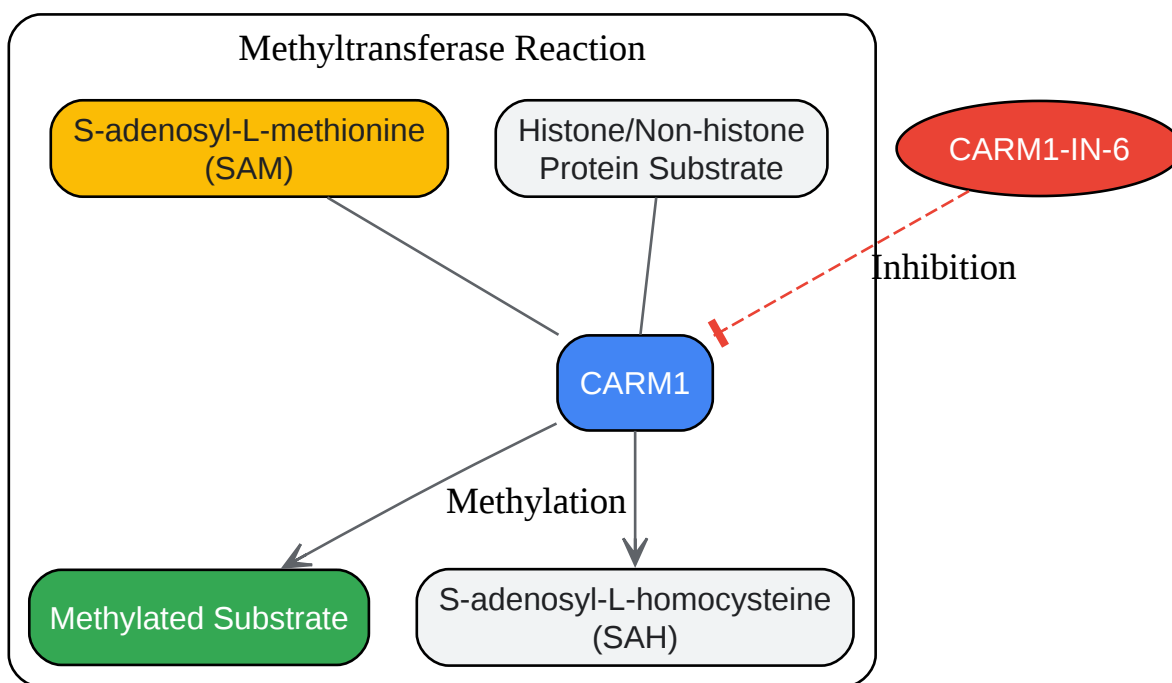 Methyltransferase Reaction
S-adenosyl-L-methionine
(SAM)
Histone/Non-histone
Protein Substrate
CARM1-IN-6
Inhibition
CARM1
Methylation
Methylated Substrate
S-adenosyl-L-homocysteine
(SAH)